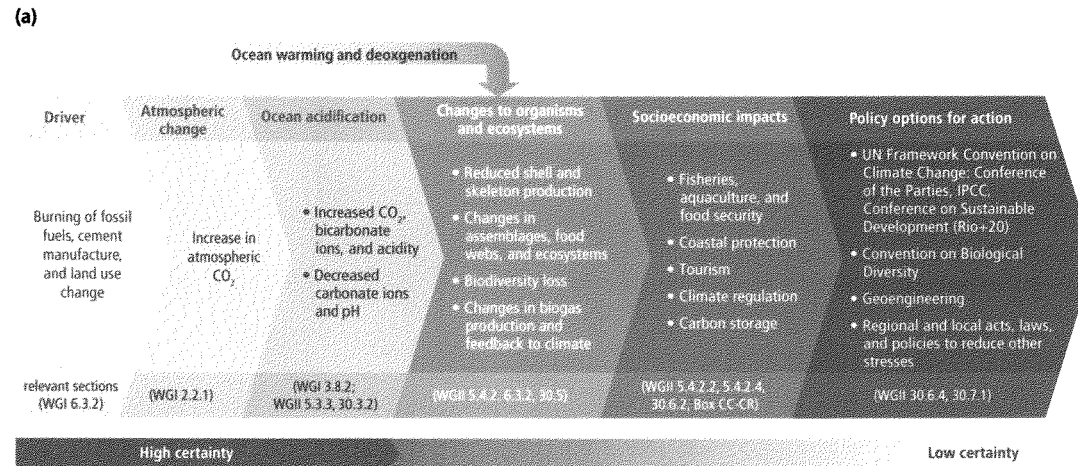 (a)
Ocean warming and deoxgenation
Driver
Atmospheric
change
Ocean acidification
Changes to organisms
and ecosystems
Socioeconomic impacts
Policy options for action
Burning of fossil
fuels, cement
manufacture,
and land use
change
Increase in
atmospheric
CO₂
• Increased CO₂,
bicarbonate
ions, and acidity
• Decreased
carbonate ions
and pH
• Reduced shell and
skeleton production
• Changes in
assemblages, food
webs, and ecosystems
• Biodiversity loss
• Changes in biogas
production and
feedback to climate
• Fisheries,
aquaculture, and
food security
• Coastal protection
• Tourism
• Climate regulation
• Carbon storage
• UN Framework Convention on
Climate Change: Conference
of the Parties, IPCC
Conference on Sustainable
Development (Rio+20)
• Convention on Biological
Diversity
• Geoengineering
• Regional and local acts, laws,
and policies to reduce other
stresses
relevant sections
(WGI 6.3.2)
(WGI 2.2.1)
(WGI 3.8.2;
WGII 5.3.3, 30.3.2)
(WGII 5.4.2, 6.3.2, 30.5)
(WGII 5.4.2.2, 5.4.2.4,
30.6.2, Box CC-CR)
(WGII 30.6.4, 30.7.1)
High certainty
Low certainty